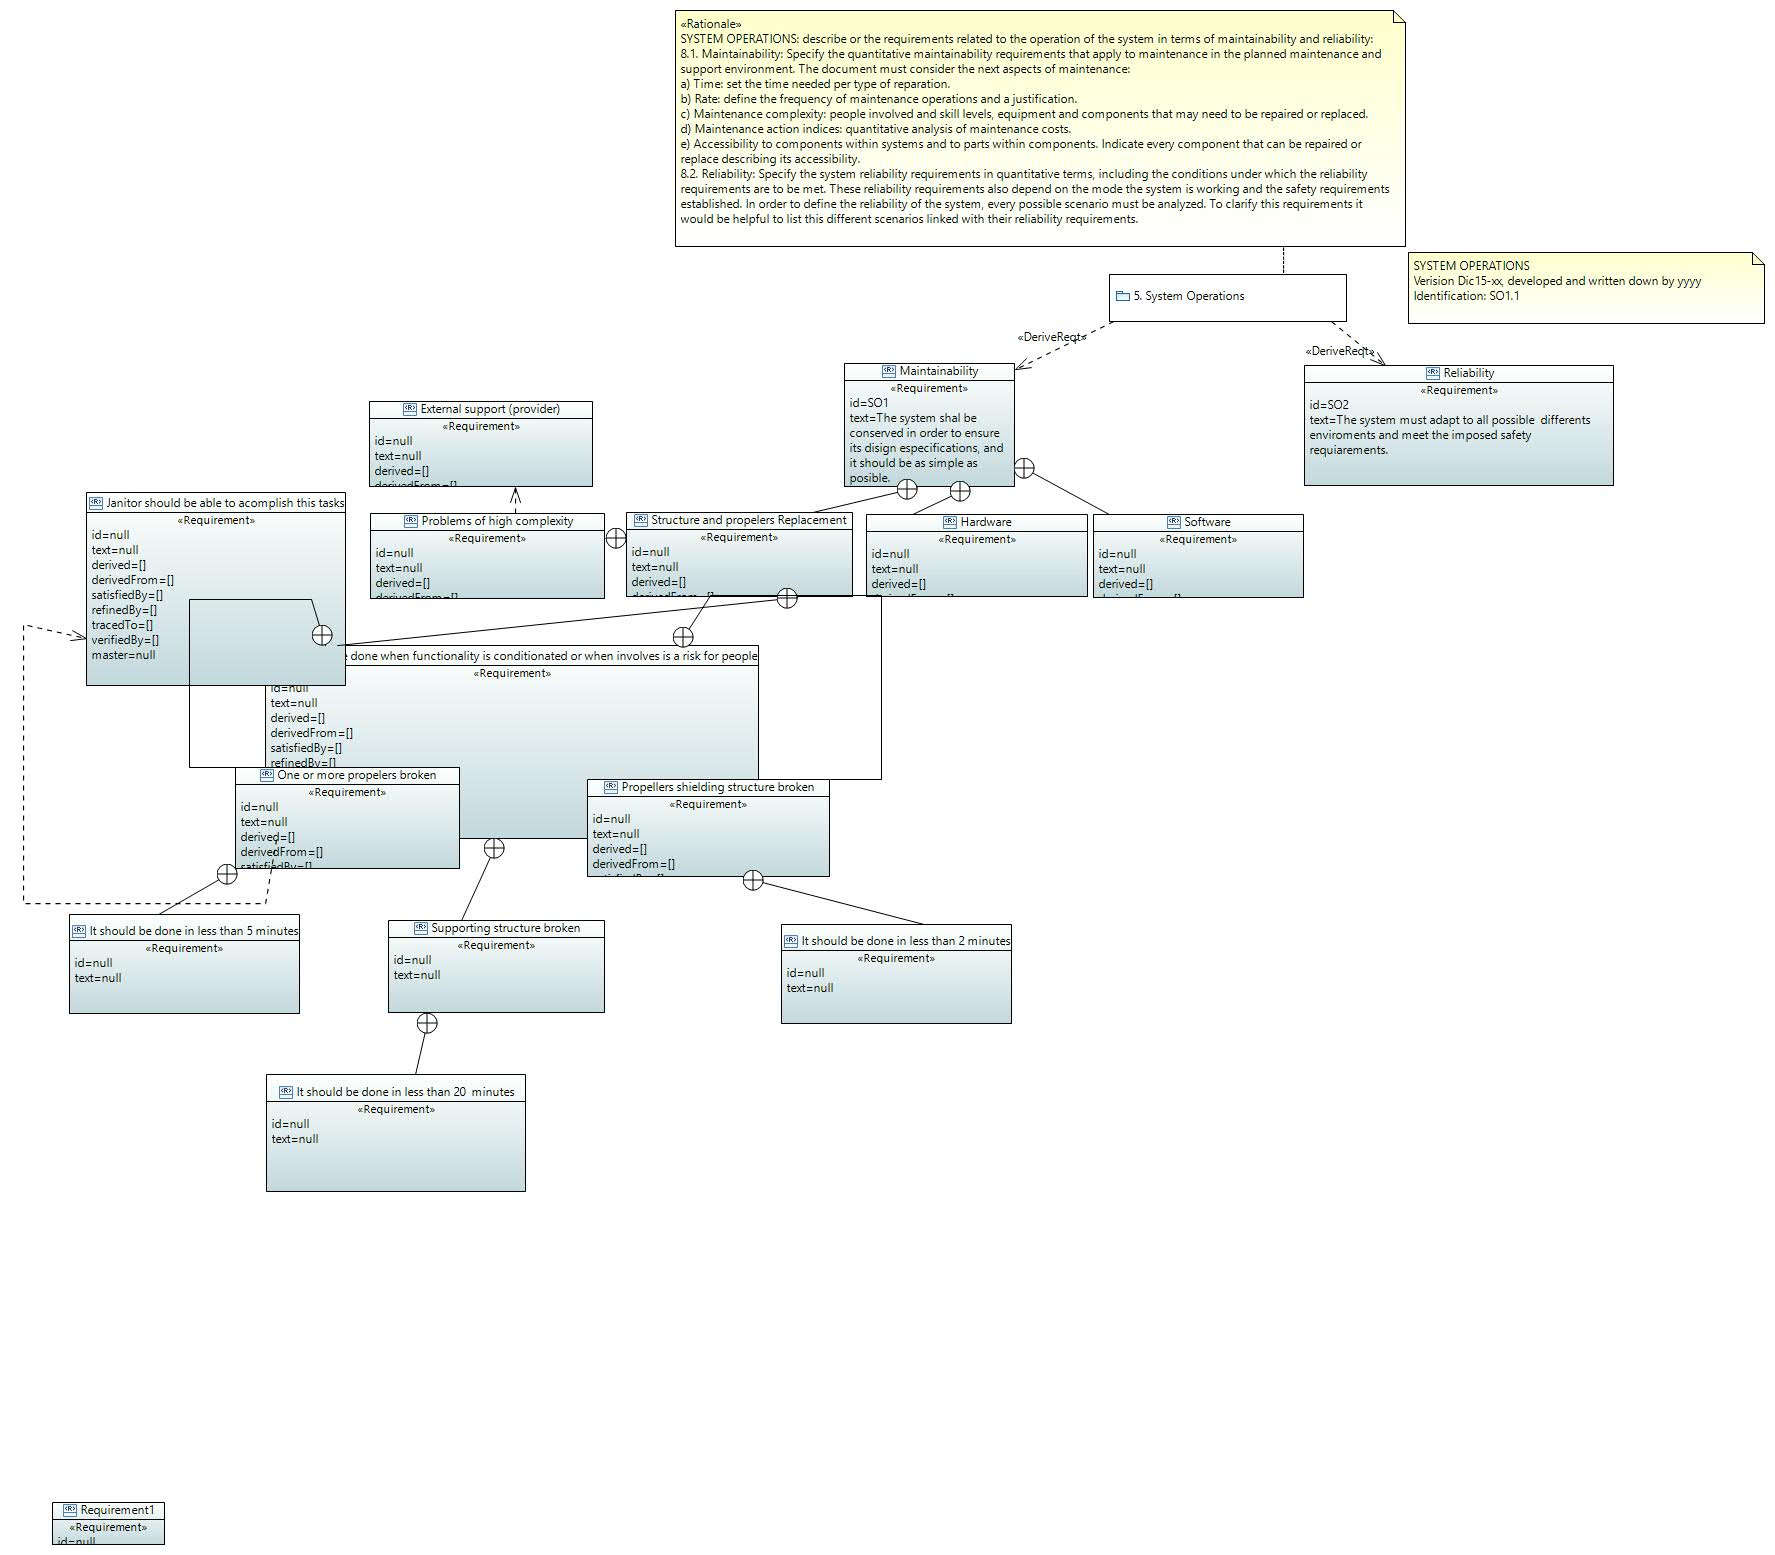 «Rationale»
SYSTEM OPERATIONS: describe or the requirements related to the operation of the system in terms of maintainability and reliability:
8.1. Maintainability: Specify the quantitative maintainability requirements that apply to maintenance in the planned maintenance and
support environment. The document must consider the next aspects of maintenance:
a) Time: set the time needed per type of reparation.
b) Rate: define the frequency of maintenance operations and a justification.
c) Maintenance complexity: people involved and skill levels, equipment and components that may need to be repaired or replaced.
d) Maintenance action indices: quantitative analysis of maintenance costs.
e) Accessibility to components within systems and to parts within components. Indicate every component that can be repaired or
replace describing its accessibility.
8.2. Reliability: Specify the system reliability requirements in quantitative terms, including the conditions under which the reliability
requirements are to be met. These reliability requirements also depend on the mode the system is working and the safety requirements
established. In order to define the reliability of the system, every possible scenario must be analyzed. To clarify this requirements it
would be helpful to list this different scenarios linked with their reliability requirements.
SYSTEM OPERATIONS
Verision Dic15-xx, developed and written down by yyyy
Identification: SO1.1
5. System Operations
«DeriveReqt»
«DeriveReqt»
Maintainability
«Requirement»
id=SO1
text=The system shal be
conserved in order to ensure
its disign especifications, and
it should be as simple as
posible.
Reliability
«Requirement»
id=SO2
text=The system must adapt to all possible  differents
enviroments and meet the imposed safety
requiarements.
External support (provider)
«Requirement»
id=null
text=null
derived=[]
derivedFrom=[]
Janitor should be able to acomplish this tasks
«Requirement»
id=null
text=null
derived=[]
derivedFrom=[]
satisfiedBy=[]
refinedBy=[]
tracedTo=[]
verifiedBy=[]
master=null
Problems of high complexity
«Requirement»
id=null
text=null
derived=[]
derivedFrom=[]
Structure and propelers Replacement
«Requirement»
id=null
text=null
derived=[]
derivedFrom=[]
Hardware
«Requirement»
id=null
text=null
derived=[]
Software
«Requirement»
id=null
text=null
derived=[]
done when functionality is conditionated or when involves is a risk for people
«Requirement»
id=null
text=null
derived=[]
derivedFrom=[]
satisfiedBy=[]
refinedBy=[]
One or more propelers broken
«Requirement»
id=null
text=null
derived=[]
derivedFrom=[]
satisfiedBy=[]
Propellers shielding structure broken
«Requirement»
id=null
text=null
derived=[]
derivedFrom=[]
It should be done in less than 5 minutes
«Requirement»
id=null
text=null
Supporting structure broken
«Requirement»
id=null
text=null
It should be done in less than 2 minutes
«Requirement»
id=null
text=null
It should be done in less than 20  minutes
«Requirement»
id=null
text=null
Requirement1
«Requirement»
id=null